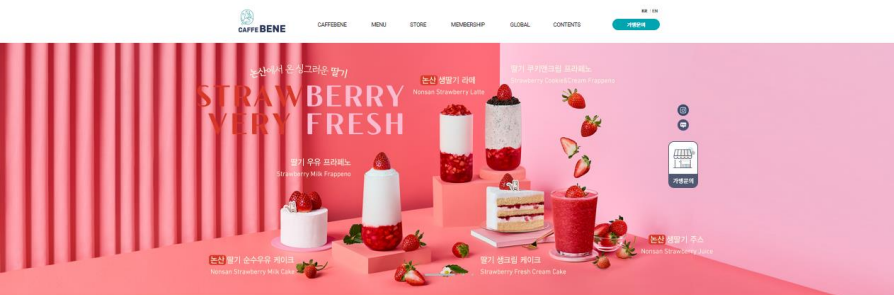 KR | EN
CAFFE BENE
CAFFEBENE MENU STORE MEMBERSHIP GLOBAL CONTENTS 가맹문의
논산에서 온 싱그러운 딸기
STRAWBERRY
VERY FRESH
논산 생딸기 라떼
Nonsan Strawberry Latte
딸기 쿠키앤크림 프라페노
Strawberry Cookie&Cream Frappeno
딸기 우유 프라페노
Strawberry Milk Frappeno
가맹문의
논산 생딸기 주스
Nonsan Strawberry Juice
논산 딸기 순수우유 케이크
Nonsan Strawberry Milk Cake
딸기 생크림 케이크
Strawberry Fresh Cream Cake